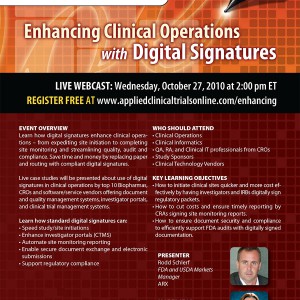 Enhancing Clinical Operations
with Digital Signatures
LIVE WEBCAST: Wednesday, October 27, 2010 at 2:00 pm ET
REGISTER FREE AT www.appliedclinicaltrialsonline.com/enhancing
EVENT OVERVIEW
Learn how digital signatures enhance clinical opera-
tions – from expediting site initiation to completing
site monitoring and streamlining quality, audit and
compliance. Save time and money by replacing paper
and routing with compliant digital signatures.
Live case studies will be presented about use of digital
signatures in clinical operations by top 10 Biopharmas,
CROs and software/service vendors offering document
and quality management systems, investigator portals,
and clinical trial management systems.
Learn how standard digital signatures can:
• Speed study/site initiations
• Enhance investigator portals (CTMS)
• Automate site monitoring reporting
• Enable secure document exchange and electronic
submissions
• Support regulatory compliance
WHO SHOULD ATTEND
• Clinical Operations
• Clinical Informatics
• QA, RA, and Clinical IT professionals from CROs
• Study Sponsors
• Clinical Technology Vendors
KEY LEARNING OBJECTIVES
• How to initiate clinical sites quicker and more cost ef-
fectively by having investigators and IRBs digitally sign
regulatory packets.
• How to cut costs and ensure timely reporting by
CRAs signing site monitoring reports.
• How to ensure document security and compliance
to efficiently support FDA audits with digitally signed
documentation.
PRESENTER
Rodd Schlerf
FDA and USDA Markets
Manager
ARX